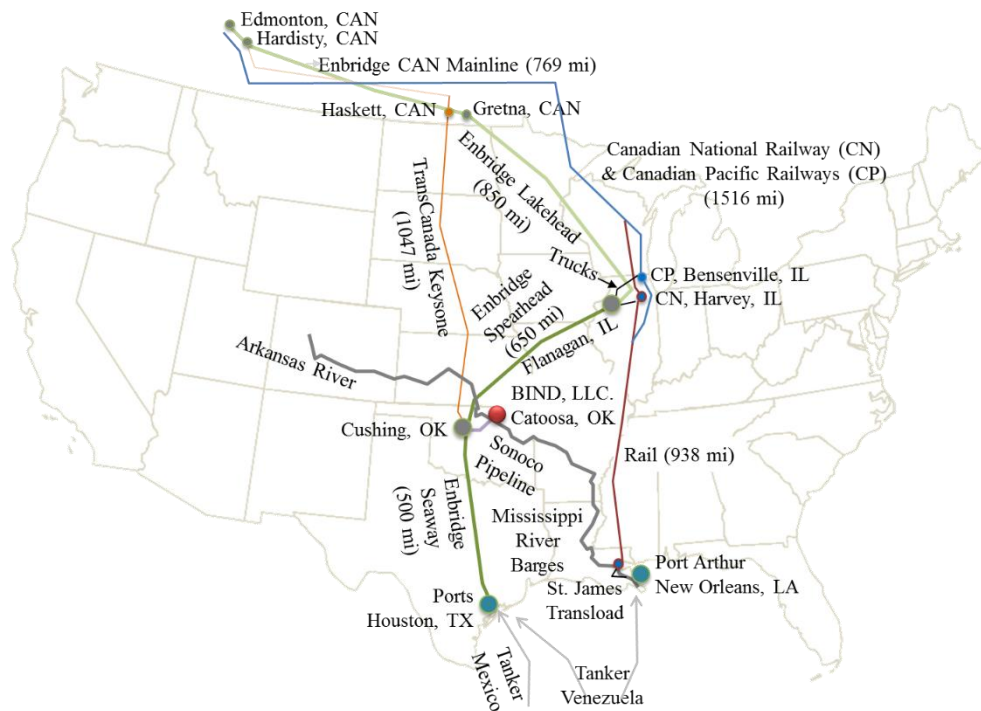 Edmonton, CAN
Hardisty, CAN
Enbridge CAN Mainline (769 mi)
Haskett, CAN
Gretna, CAN
Canadian National Railway (CN)
& Canadian Pacific Railways (CP)
(1516 mi)
Enbridge Lakehead
(850 mi)
TransCanada Keysone
(1047 mi)
Trucks
CP, Bensenville, IL
CN, Harvey, IL
Enbridge
Spearhead
(650 mi)
Flanagan, IL
Arkansas River
BIND, LLC.
Catoosa, OK
Cushing, OK
Sonoco
Pipeline
Rail (938 mi)
Enbridge
Seaway
(500 mi)
Mississippi
River
Barges
Port Arthur
New Orleans, LA
St. James
Transload
Ports
Houston, TX
Tanker
Mexico
Tanker
Venezuela